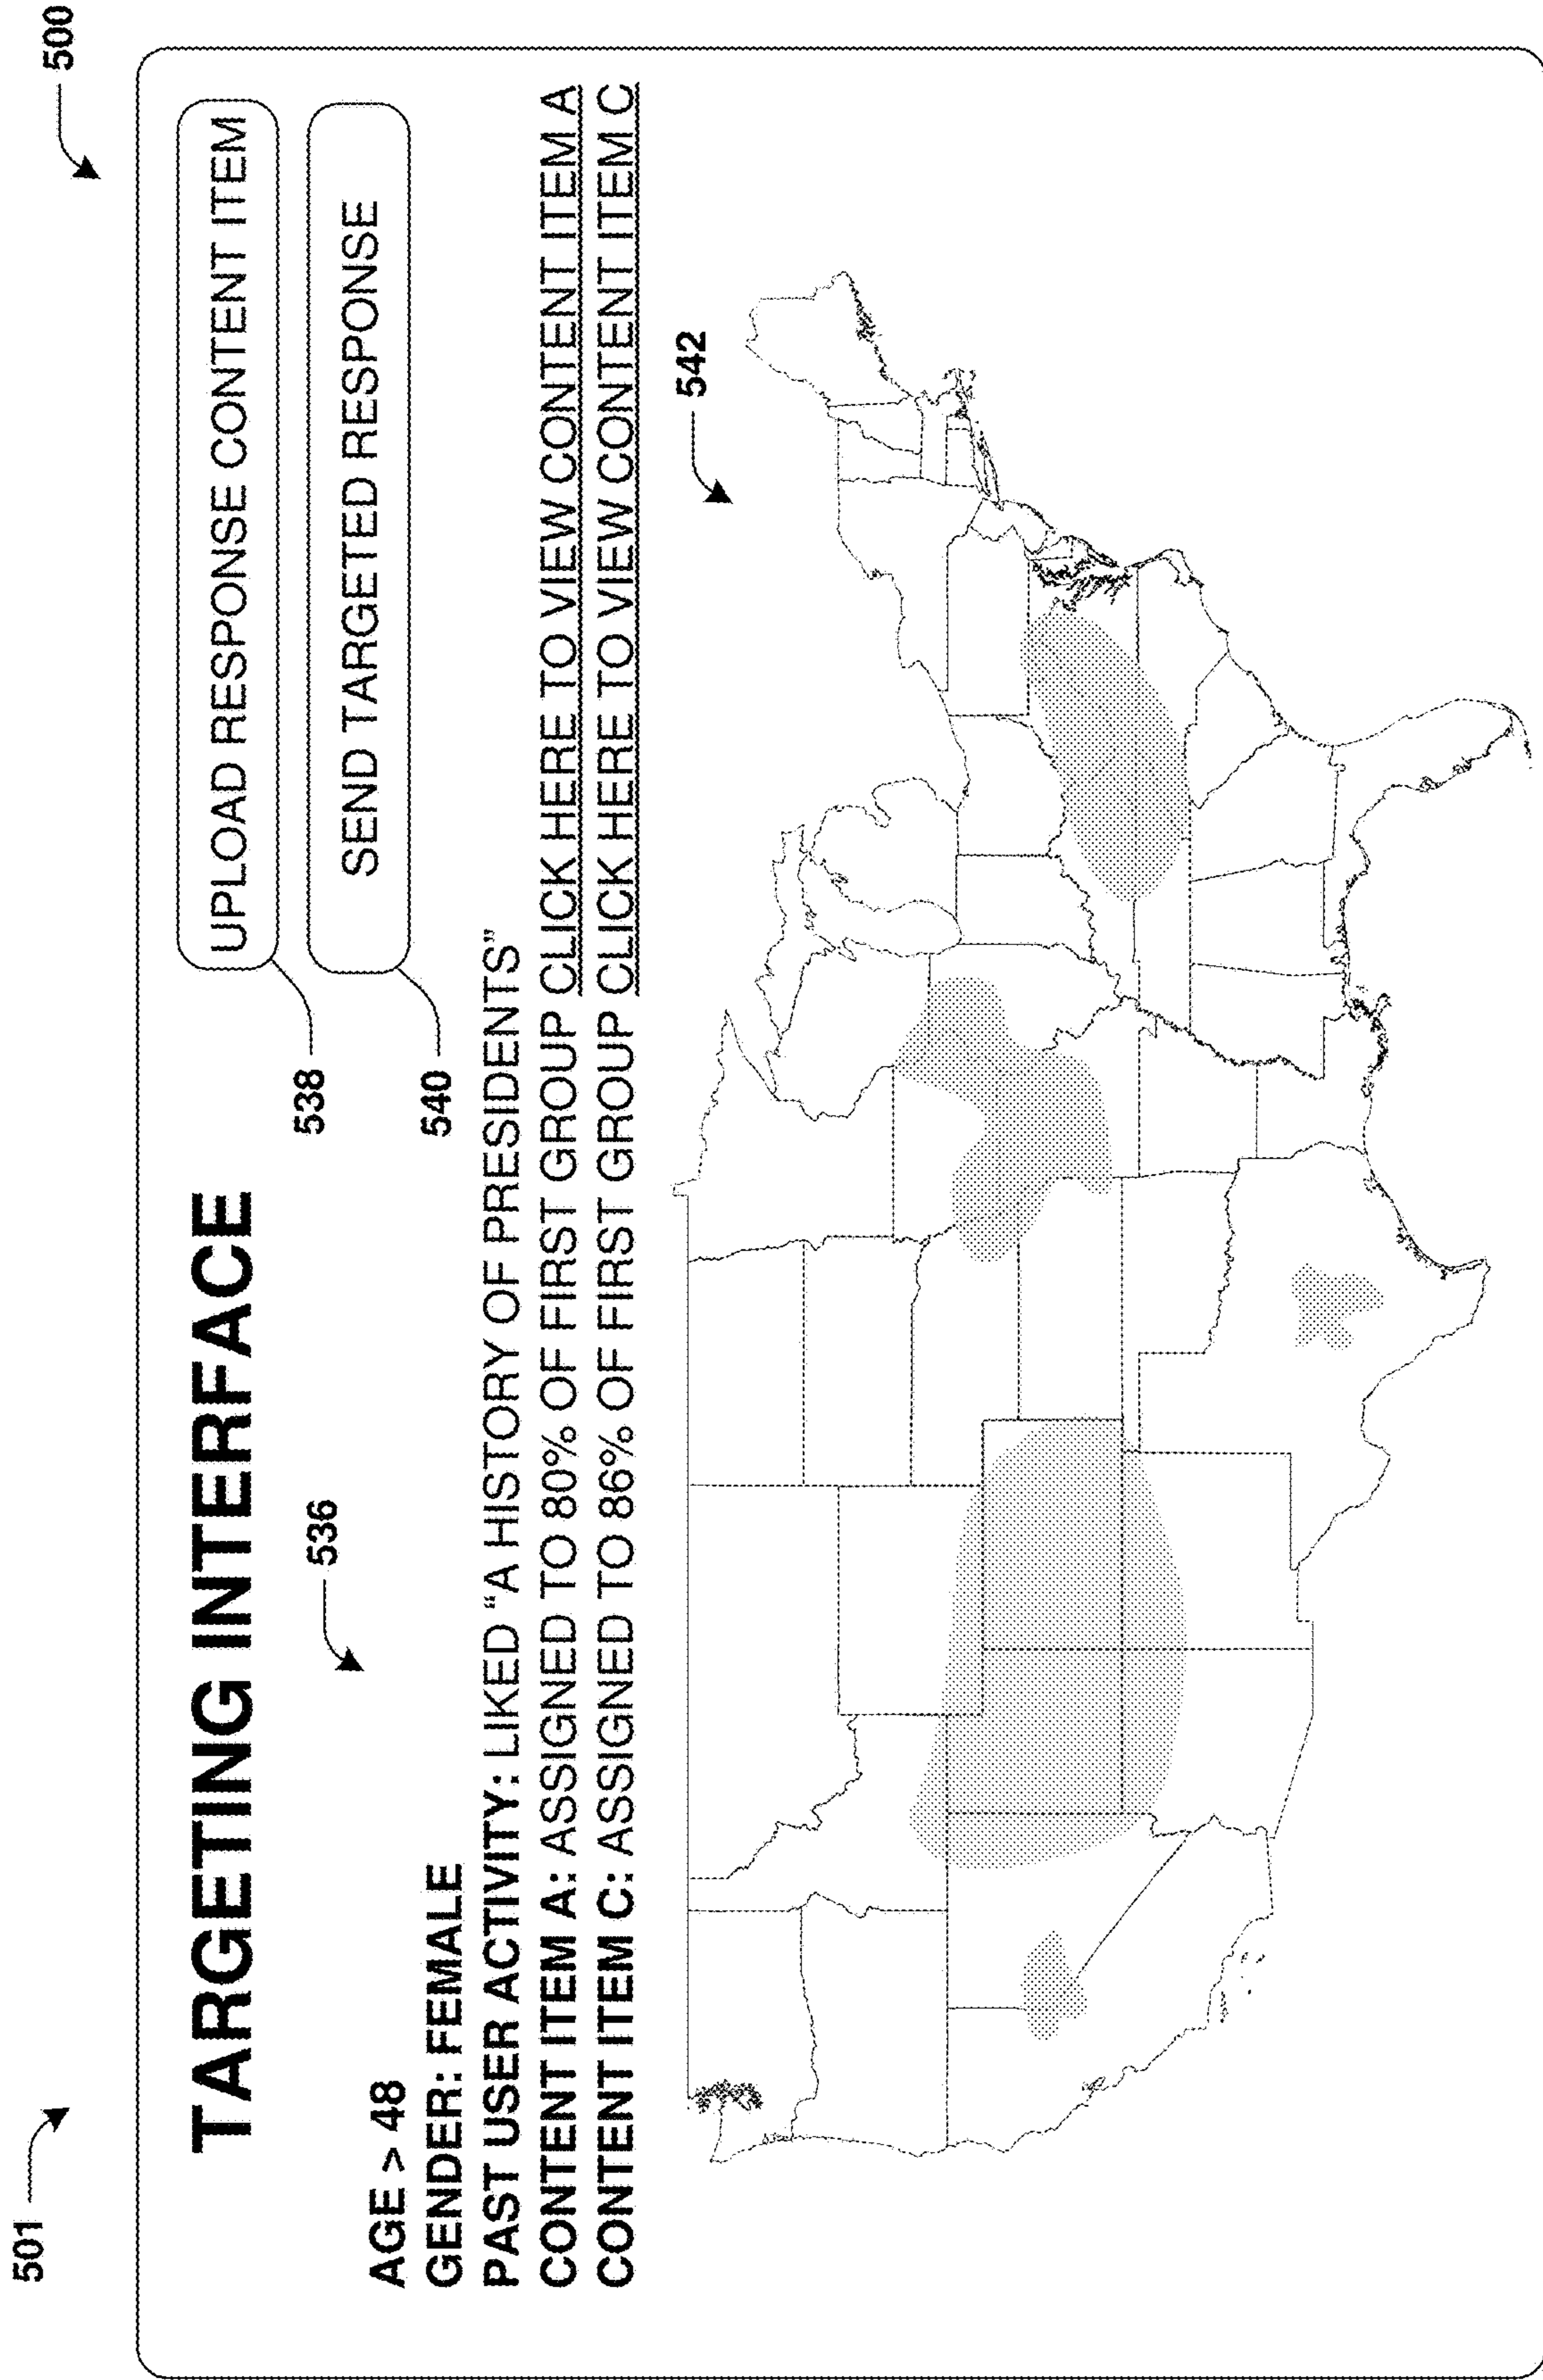 501
500
TARGETING INTERFACE
UPLOAD RESPONSE CONTENT ITEM
538
SEND TARGETED RESPONSE
540
536
AGE > 48
GENDER: FEMALE
PAST USER ACTIVITY: LIKED “A HISTORY OF PRESIDENTS”
CONTENT ITEM A: ASSIGNED TO 80% OF FIRST GROUP CLICK HERE TO VIEW CONTENT ITEM A
CONTENT ITEM C: ASSIGNED TO 86% OF FIRST GROUP CLICK HERE TO VIEW CONTENT ITEM C
542